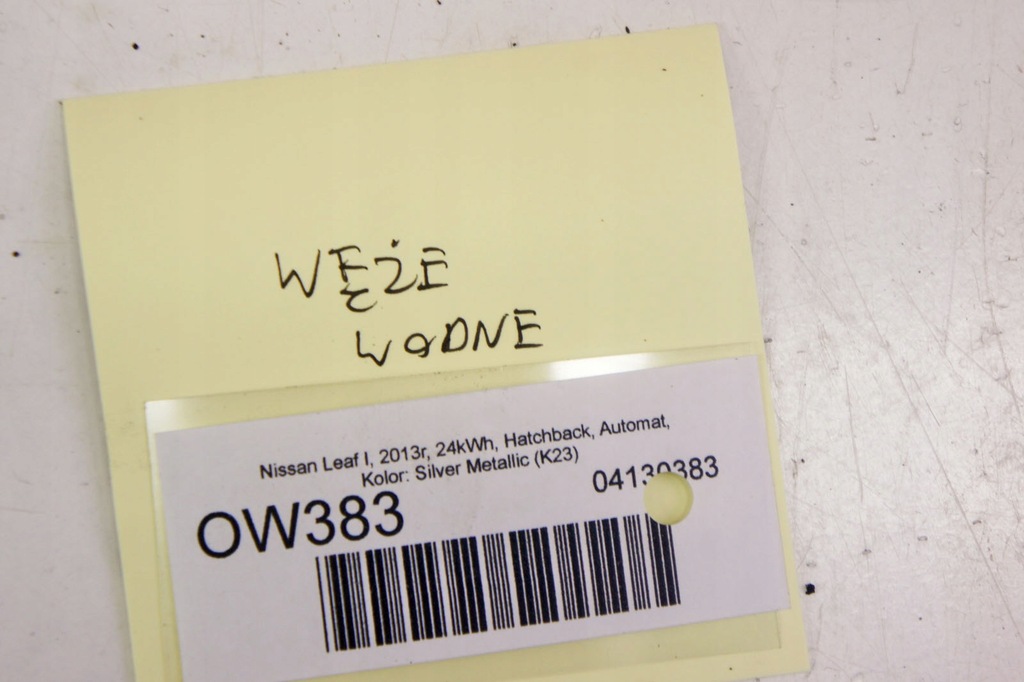 WĘŻE
WODNE
Nissan Leaf I, 2013r, 24kWh, Hatchback, Automat,
Kolor: Silver Metallic (K23)
04130383
OW383